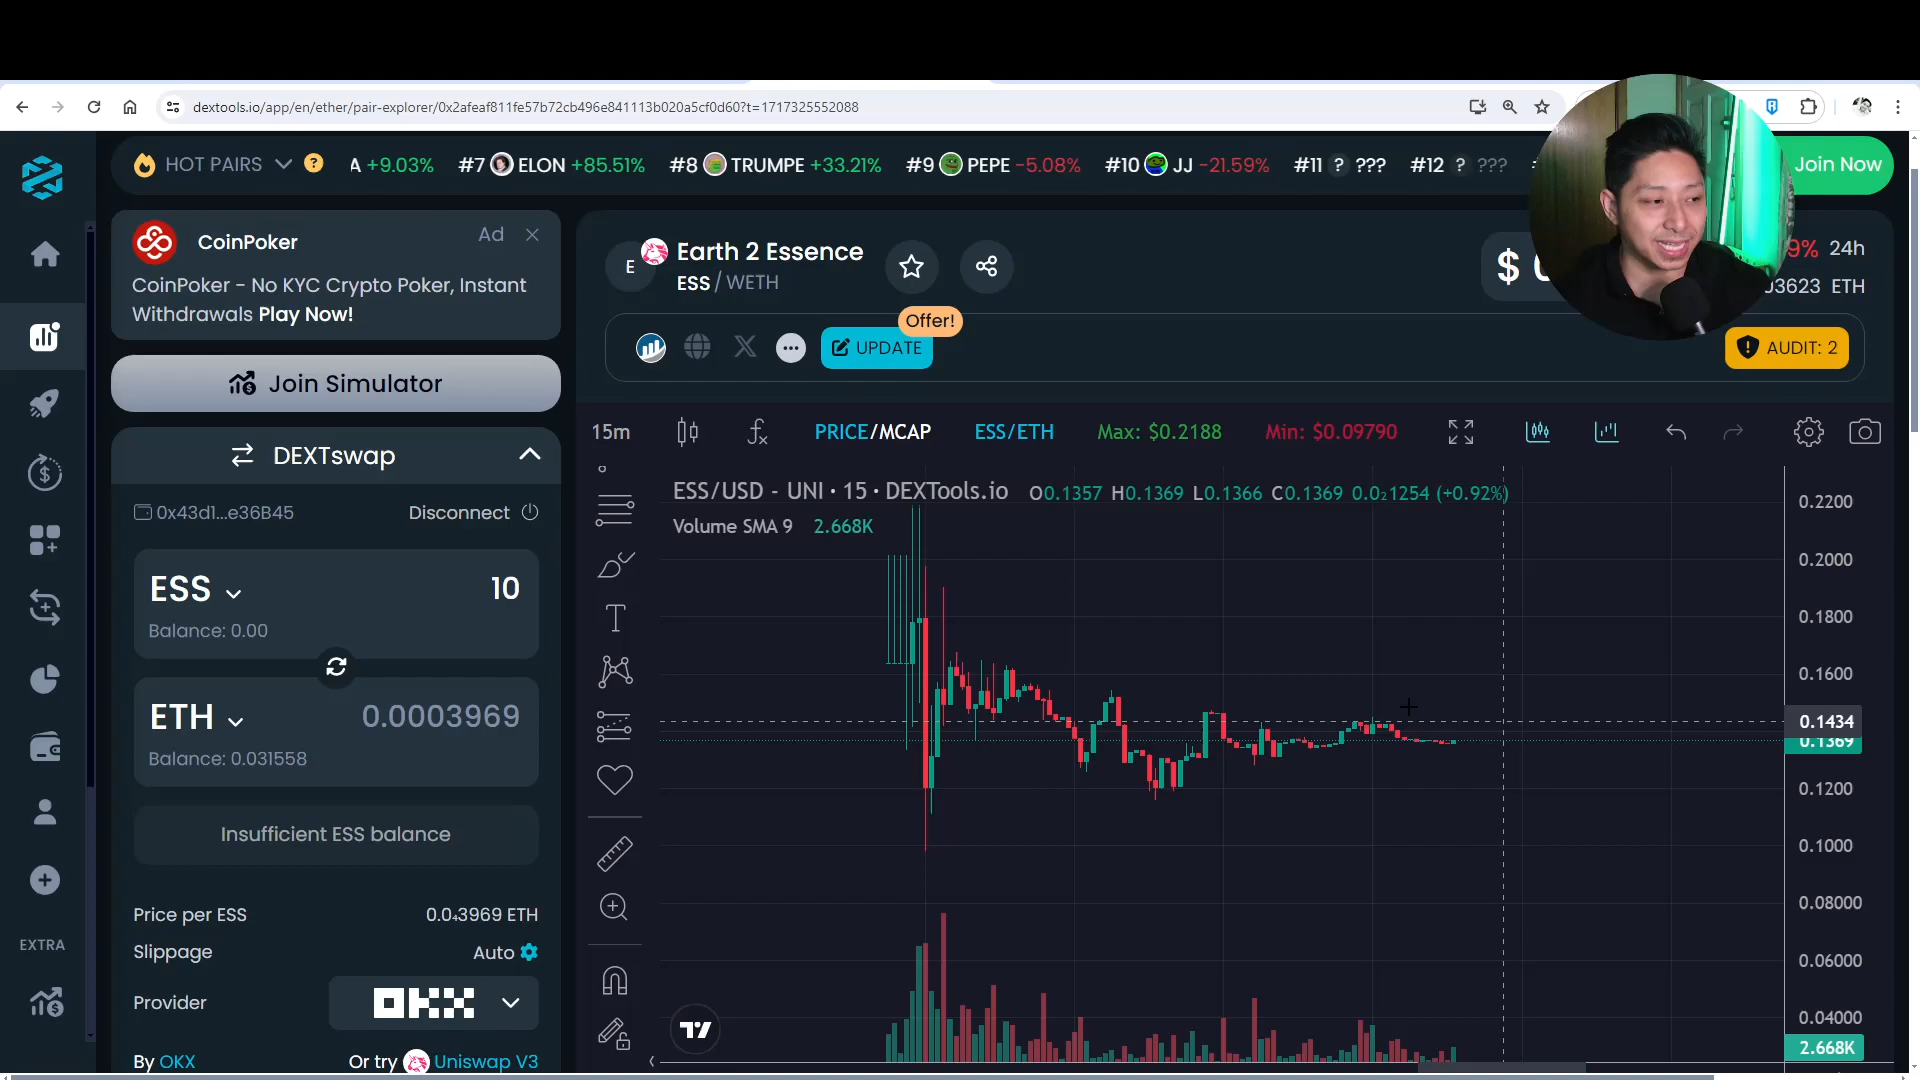 dextools.io/app/en/ether/pair-explorer/0x2afeaf811fe57b72cb496e841113b020a5cf0d60?t=1717325552088
HOT PAIRS ? A +9.03% #7 ELON +85.51% #8 TRUMPE +33.21% #9 PEPE -5.08% #10 JJ -21.59% #11 ? ??? #12 ? ???
Join Now
CoinPoker
Ad
CoinPoker - No KYC Crypto Poker, Instant
Withdrawals Play Now!
Join Simulator
DEXTswap
0x43d1...e36B45
Disconnect
ESS
10
Balance: 0.00
ETH
0.0003969
Balance: 0.031558
Insufficient ESS balance
Price per ESS
0.0₄3969 ETH
Slippage
Auto
Provider
OKX
By OKX
Or try Uniswap V3
EXTRA
E
Earth 2 Essence
ESS / WETH
$
9% 24h
03623 ETH
Offer!
UPDATE
AUDIT: 2
15m
PRICE/MCAP
ESS/ETH
Max: $0.2188
Min: $0.09790
ESS/USD - UNI · 15 · DEXTools.io O0.1357 H0.1369 L0.1366 C0.1369 0.0₂1254 (+0.92%)
Volume SMA 9 2.668K
0.2200
0.2000
0.1800
0.1600
0.1434
0.1369
0.1200
0.1000
0.08000
0.06000
0.04000
2.668K